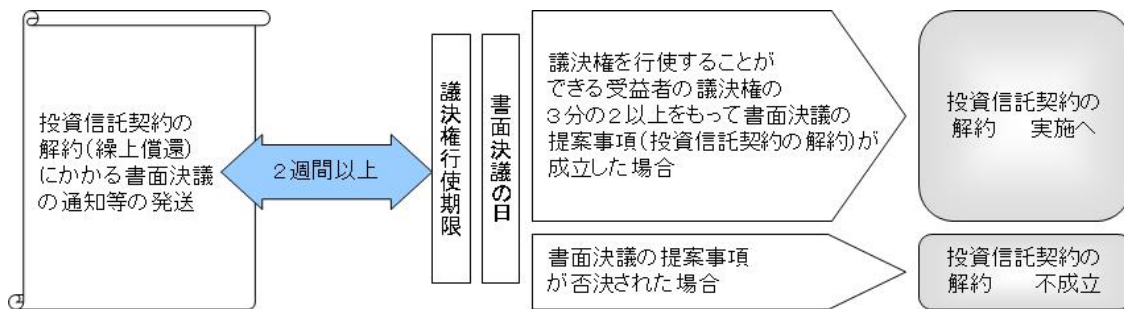 投資信託契約の
解約(繰上償還)
にかかる書面決議
の通知等の発送
2週間以上
議決権行使期限
書面決議の日
議決権を行使することが
できる受益者の議決権の
3分の2以上をもって書面決議の
提案事項(投資信託契約の解約)が
成立した場合
投資信託契約の
解約　実施へ
書面決議の提案事項
が否決された場合
投資信託契約の
解約　不成立